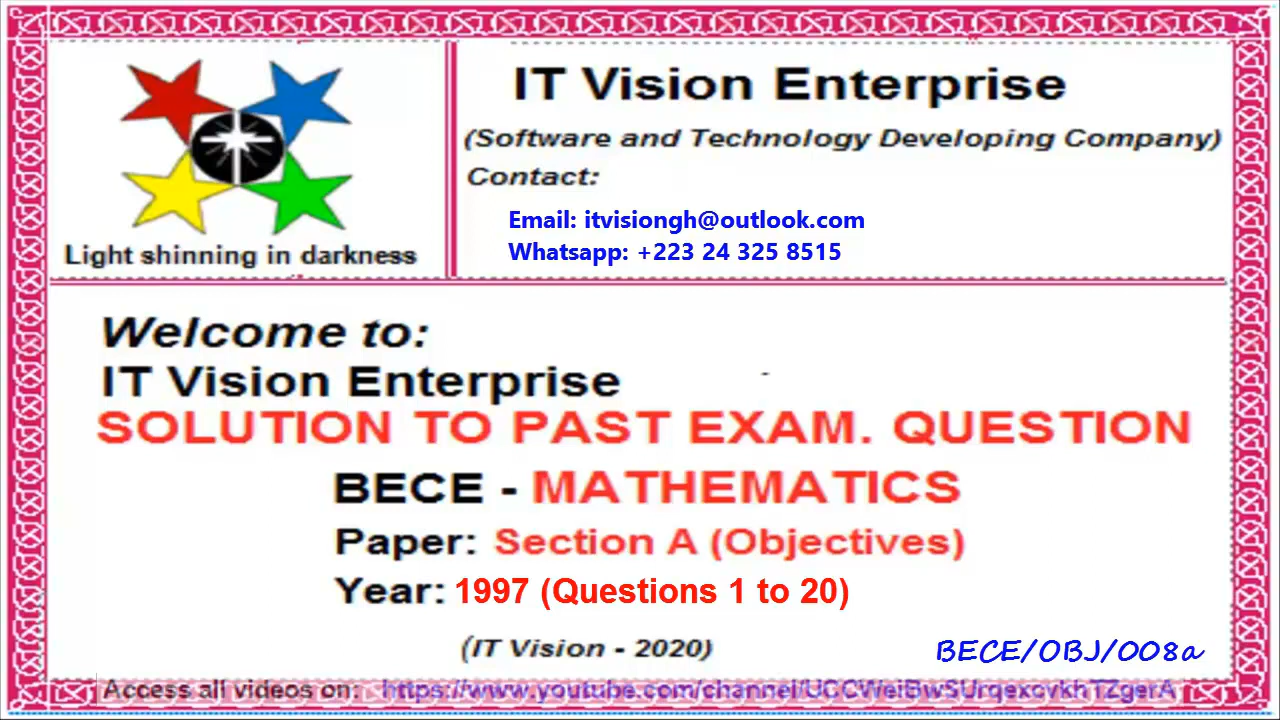 IT Vision Enterprise
(Software and Technology Developing Company)
Contact:
Email: itvisiongh@outlook.com
Whatsapp: +223 24 325 8515
Light shinning in darkness
Welcome to:
IT Vision Enterprise
SOLUTION TO PAST EXAM. QUESTION
BECE - MATHEMATICS
Paper: Section A (Objectives)
Year: 1997 (Questions 1 to 20)
(IT Vision - 2020)
BECE/OBJ/008a
Access all videos on: